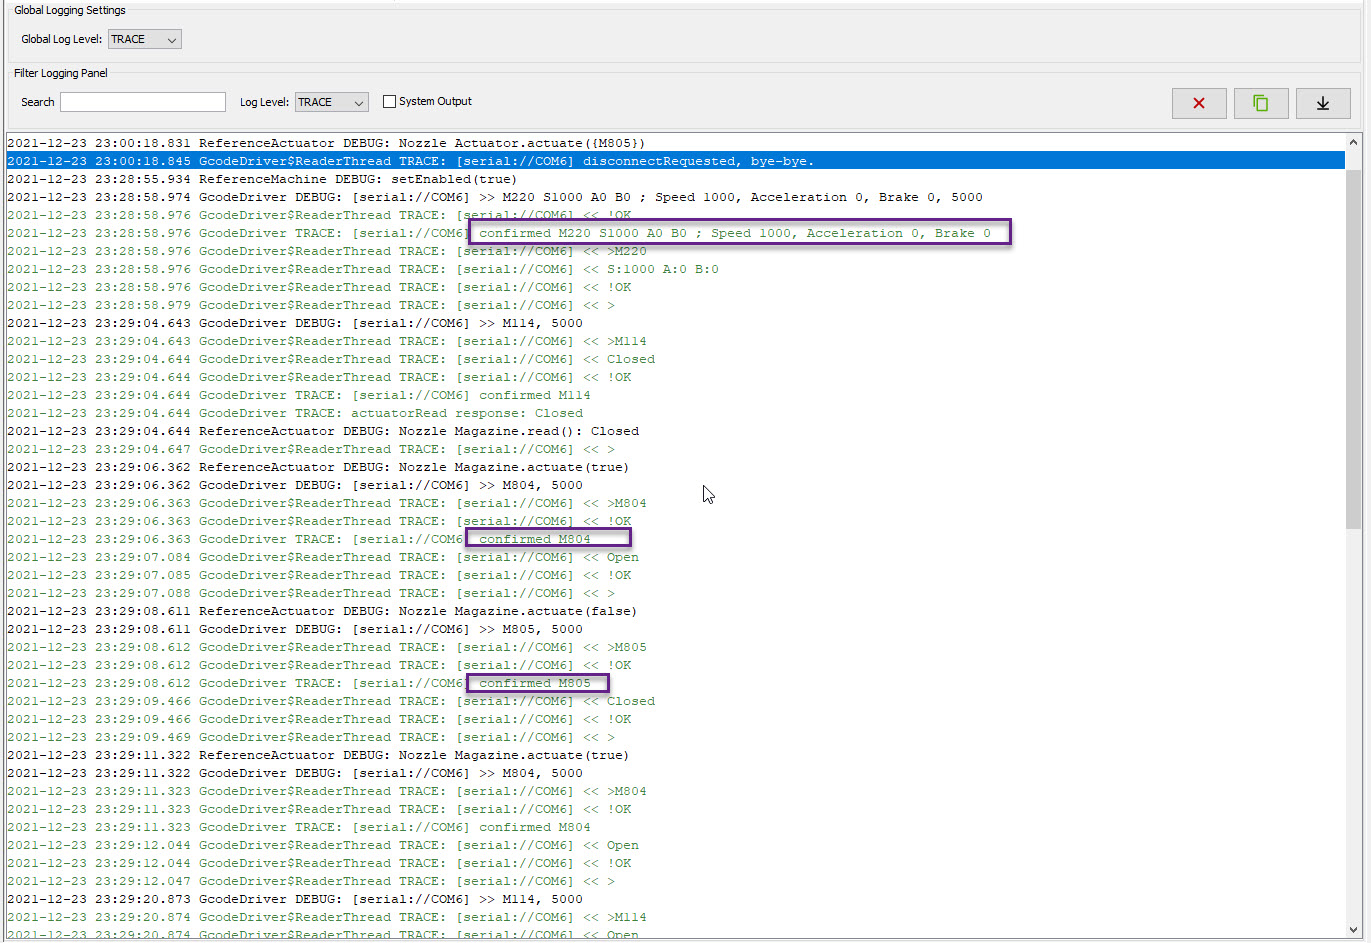 Global Logging Settings
Global Log Level: TRACE
Filter Logging Panel
Search Log Level: TRACE System Output
2021-12-23 23:00:18.831 ReferenceActuator DEBUG: Nozzle Actuator.actuate({M805})
2021-12-23 23:00:18.845 GcodeDriver$ReaderThread TRACE: [serial://COM6] disconnectRequested, bye-bye.
2021-12-23 23:28:55.934 ReferenceMachine DEBUG: setEnabled(true)
2021-12-23 23:28:58.974 GcodeDriver DEBUG: [serial://COM6] >> M220 S1000 A0 B0 ; Speed 1000, Acceleration 0, Brake 0, 5000
2021-12-23 23:28:58.976 GcodeDriver$ReaderThread TRACE: [serial://COM6] << !OK
2021-12-23 23:28:58.976 GcodeDriver TRACE: [serial://COM6] confirmed M220 S1000 A0 B0 ; Speed 1000, Acceleration 0, Brake 0
2021-12-23 23:28:58.976 GcodeDriver$ReaderThread TRACE: [serial://COM6] << >M220
2021-12-23 23:28:58.976 GcodeDriver$ReaderThread TRACE: [serial://COM6] << S:1000 A:0 B:0
2021-12-23 23:28:58.976 GcodeDriver$ReaderThread TRACE: [serial://COM6] << !OK
2021-12-23 23:28:58.979 GcodeDriver$ReaderThread TRACE: [serial://COM6] << >
2021-12-23 23:29:04.643 GcodeDriver DEBUG: [serial://COM6] >> M114, 5000
2021-12-23 23:29:04.643 GcodeDriver$ReaderThread TRACE: [serial://COM6] << >M114
2021-12-23 23:29:04.644 GcodeDriver$ReaderThread TRACE: [serial://COM6] << Closed
2021-12-23 23:29:04.644 GcodeDriver$ReaderThread TRACE: [serial://COM6] << !OK
2021-12-23 23:29:04.644 GcodeDriver TRACE: [serial://COM6] confirmed M114
2021-12-23 23:29:04.644 GcodeDriver TRACE: actuatorRead response: Closed
2021-12-23 23:29:04.644 ReferenceActuator DEBUG: Nozzle Magazine.read(): Closed
2021-12-23 23:29:04.647 GcodeDriver$ReaderThread TRACE: [serial://COM6] << >
2021-12-23 23:29:06.362 ReferenceActuator DEBUG: Nozzle Magazine.actuate(true)
2021-12-23 23:29:06.362 GcodeDriver DEBUG: [serial://COM6] >> M804, 5000
2021-12-23 23:29:06.363 GcodeDriver$ReaderThread TRACE: [serial://COM6] << >M804
2021-12-23 23:29:06.363 GcodeDriver$ReaderThread TRACE: [serial://COM6] << !OK
2021-12-23 23:29:06.363 GcodeDriver TRACE: [serial://COM6 confirmed M804
2021-12-23 23:29:07.084 GcodeDriver$ReaderThread TRACE: [serial://COM6] << Open
2021-12-23 23:29:07.085 GcodeDriver$ReaderThread TRACE: [serial://COM6] << !OK
2021-12-23 23:29:07.088 GcodeDriver$ReaderThread TRACE: [serial://COM6] << >
2021-12-23 23:29:08.611 ReferenceActuator DEBUG: Nozzle Magazine.actuate(false)
2021-12-23 23:29:08.611 GcodeDriver DEBUG: [serial://COM6] >> M805, 5000
2021-12-23 23:29:08.612 GcodeDriver$ReaderThread TRACE: [serial://COM6] << >M805
2021-12-23 23:29:08.612 GcodeDriver$ReaderThread TRACE: [serial://COM6] << !OK
2021-12-23 23:29:08.612 GcodeDriver TRACE: [serial://COM6] confirmed M805
2021-12-23 23:29:09.466 GcodeDriver$ReaderThread TRACE: [serial://COM6] << Closed
2021-12-23 23:29:09.466 GcodeDriver$ReaderThread TRACE: [serial://COM6] << !OK
2021-12-23 23:29:09.469 GcodeDriver$ReaderThread TRACE: [serial://COM6] << >
2021-12-23 23:29:11.322 ReferenceActuator DEBUG: Nozzle Magazine.actuate(true)
2021-12-23 23:29:11.322 GcodeDriver DEBUG: [serial://COM6] >> M804, 5000
2021-12-23 23:29:11.323 GcodeDriver$ReaderThread TRACE: [serial://COM6] << >M804
2021-12-23 23:29:11.323 GcodeDriver$ReaderThread TRACE: [serial://COM6] << !OK
2021-12-23 23:29:11.323 GcodeDriver TRACE: [serial://COM6] confirmed M804
2021-12-23 23:29:12.044 GcodeDriver$ReaderThread TRACE: [serial://COM6] << Open
2021-12-23 23:29:12.044 GcodeDriver$ReaderThread TRACE: [serial://COM6] << !OK
2021-12-23 23:29:12.047 GcodeDriver$ReaderThread TRACE: [serial://COM6] << >
2021-12-23 23:29:20.873 GcodeDriver DEBUG: [serial://COM6] >> M114, 5000
2021-12-23 23:29:20.874 GcodeDriver$ReaderThread TRACE: [serial://COM6] << >M114
2021-12-23 23:29:20.874 GcodeDriver$ReaderThread TRACE: [serial://COM6] << Open